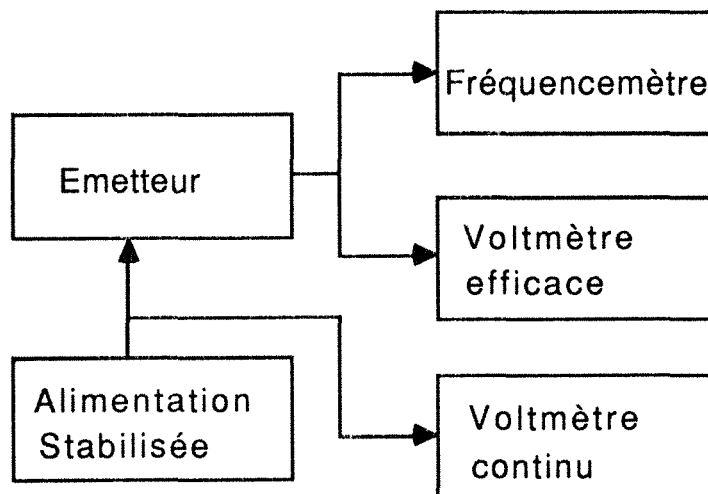 Fréquencemètre
Emetteur
Voltmètre
efficace
Alimentation
Stabilisée
Voltmètre
continu